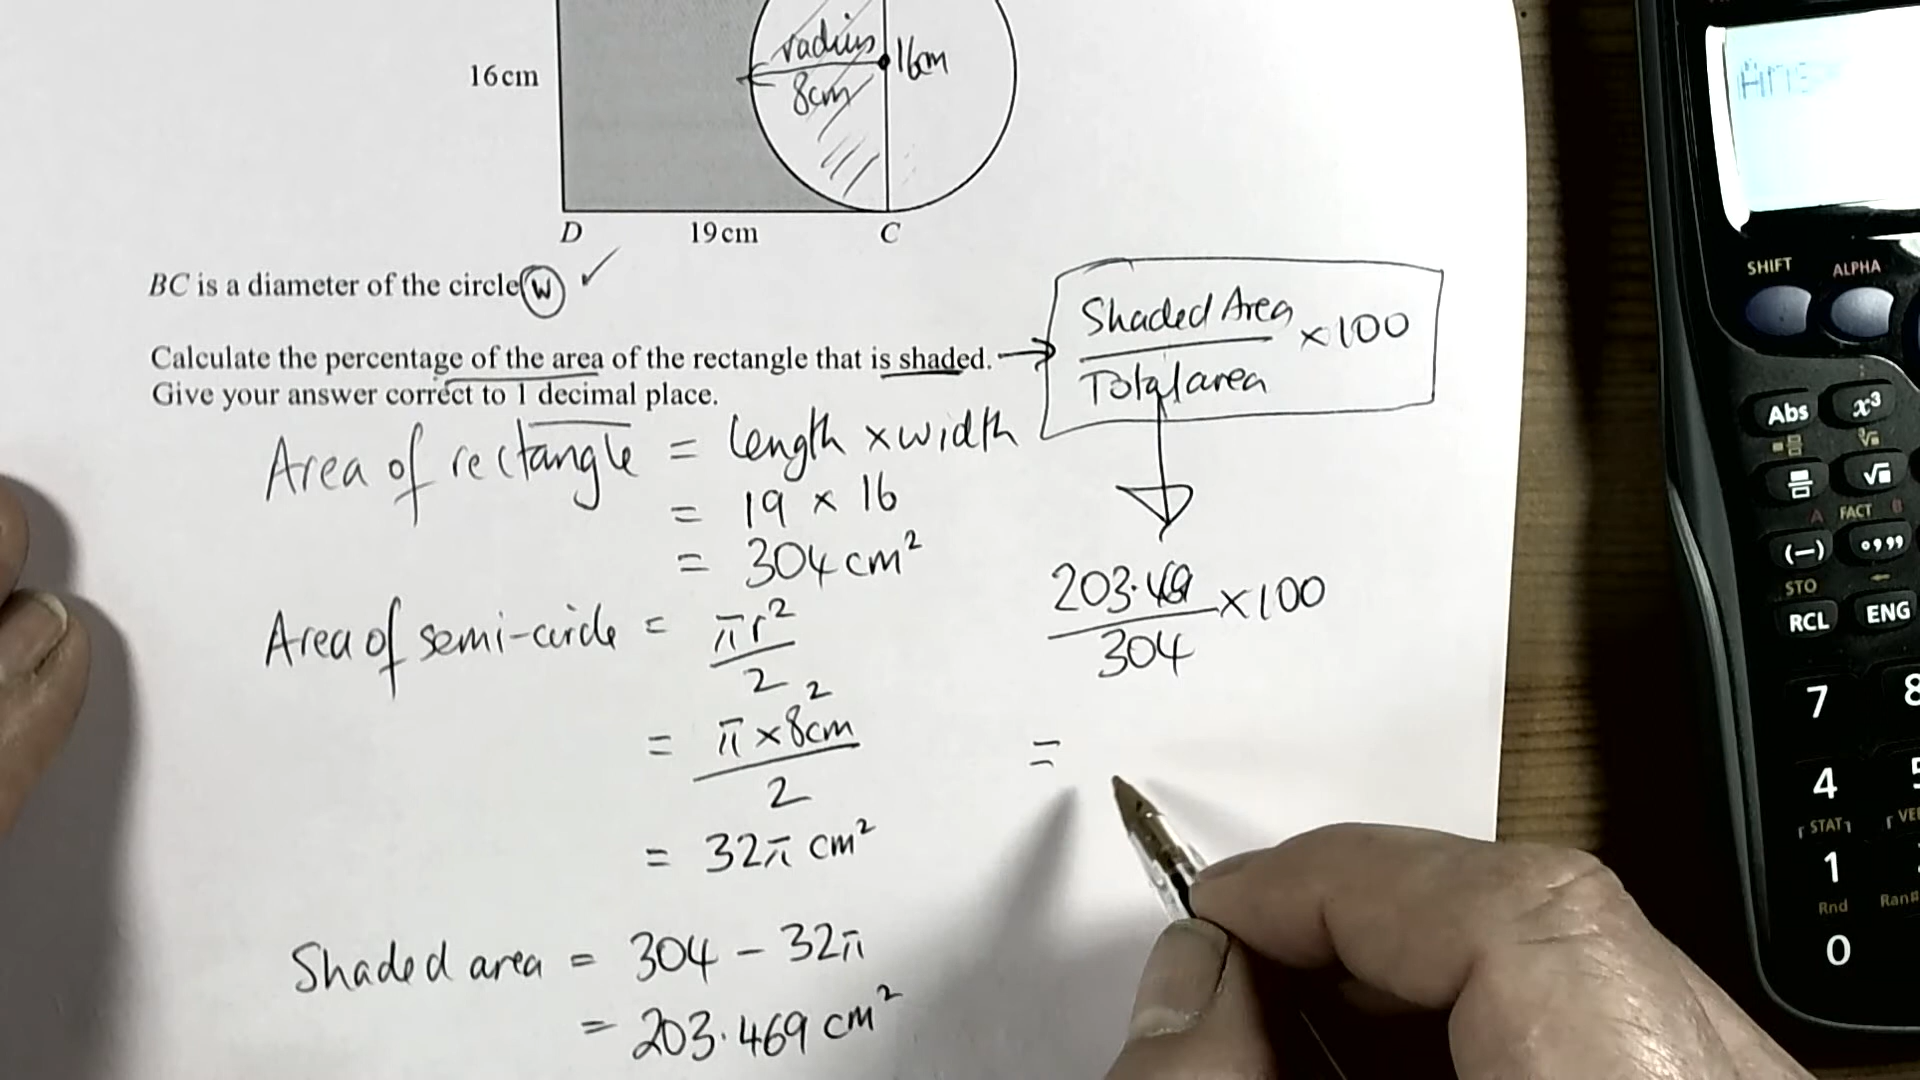 radius
16cm
16cm
8cm
D 19cm C
BC is a diameter of the circle W ✓
Shaded Area
Total area
×100
Calculate the percentage of the area of the rectangle that is shaded.
Give your answer correct to 1 decimal place.
Area of rectangle = length × width
= 19 × 16
= 304 cm²
Area of semi-circle = πr²
2
= π × 8cm²
2
= 32π cm²
Shaded area = 304 - 32π
= 203.469 cm²
203.49 × 100
304
=
Ans
SHIFT ALPHA
Abs x³
√
(−)
FACT B
STO
RCL ENG
7 8
4 5
STAT
1
Rnd Ran#
0